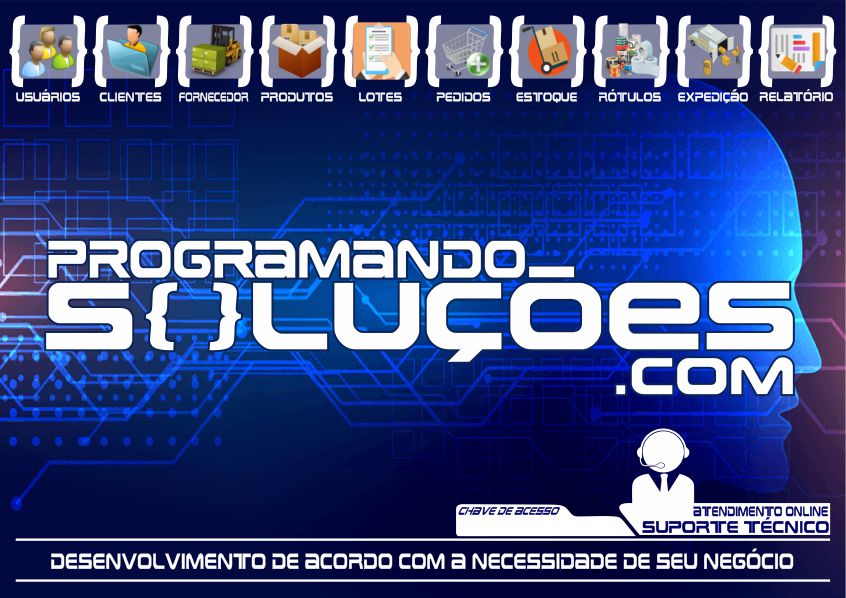 USUÁRIOS CLIENTES FORNECEDOR PRODUTOS LOTES PEDIDOS ESTOQUE RÓTULOS EXPEDIÇÃO RELATÓRIO
PROGRAMANDO
S{ }LUÇÕES
.COM
CHAVE DE ACESSO
ATENDIMENTO ONLINE
SUPORTE TÉCNICO
DESENVOLVIMENTO DE ACORDO COM A NECESSIDADE DE SEU NEGÓCIO